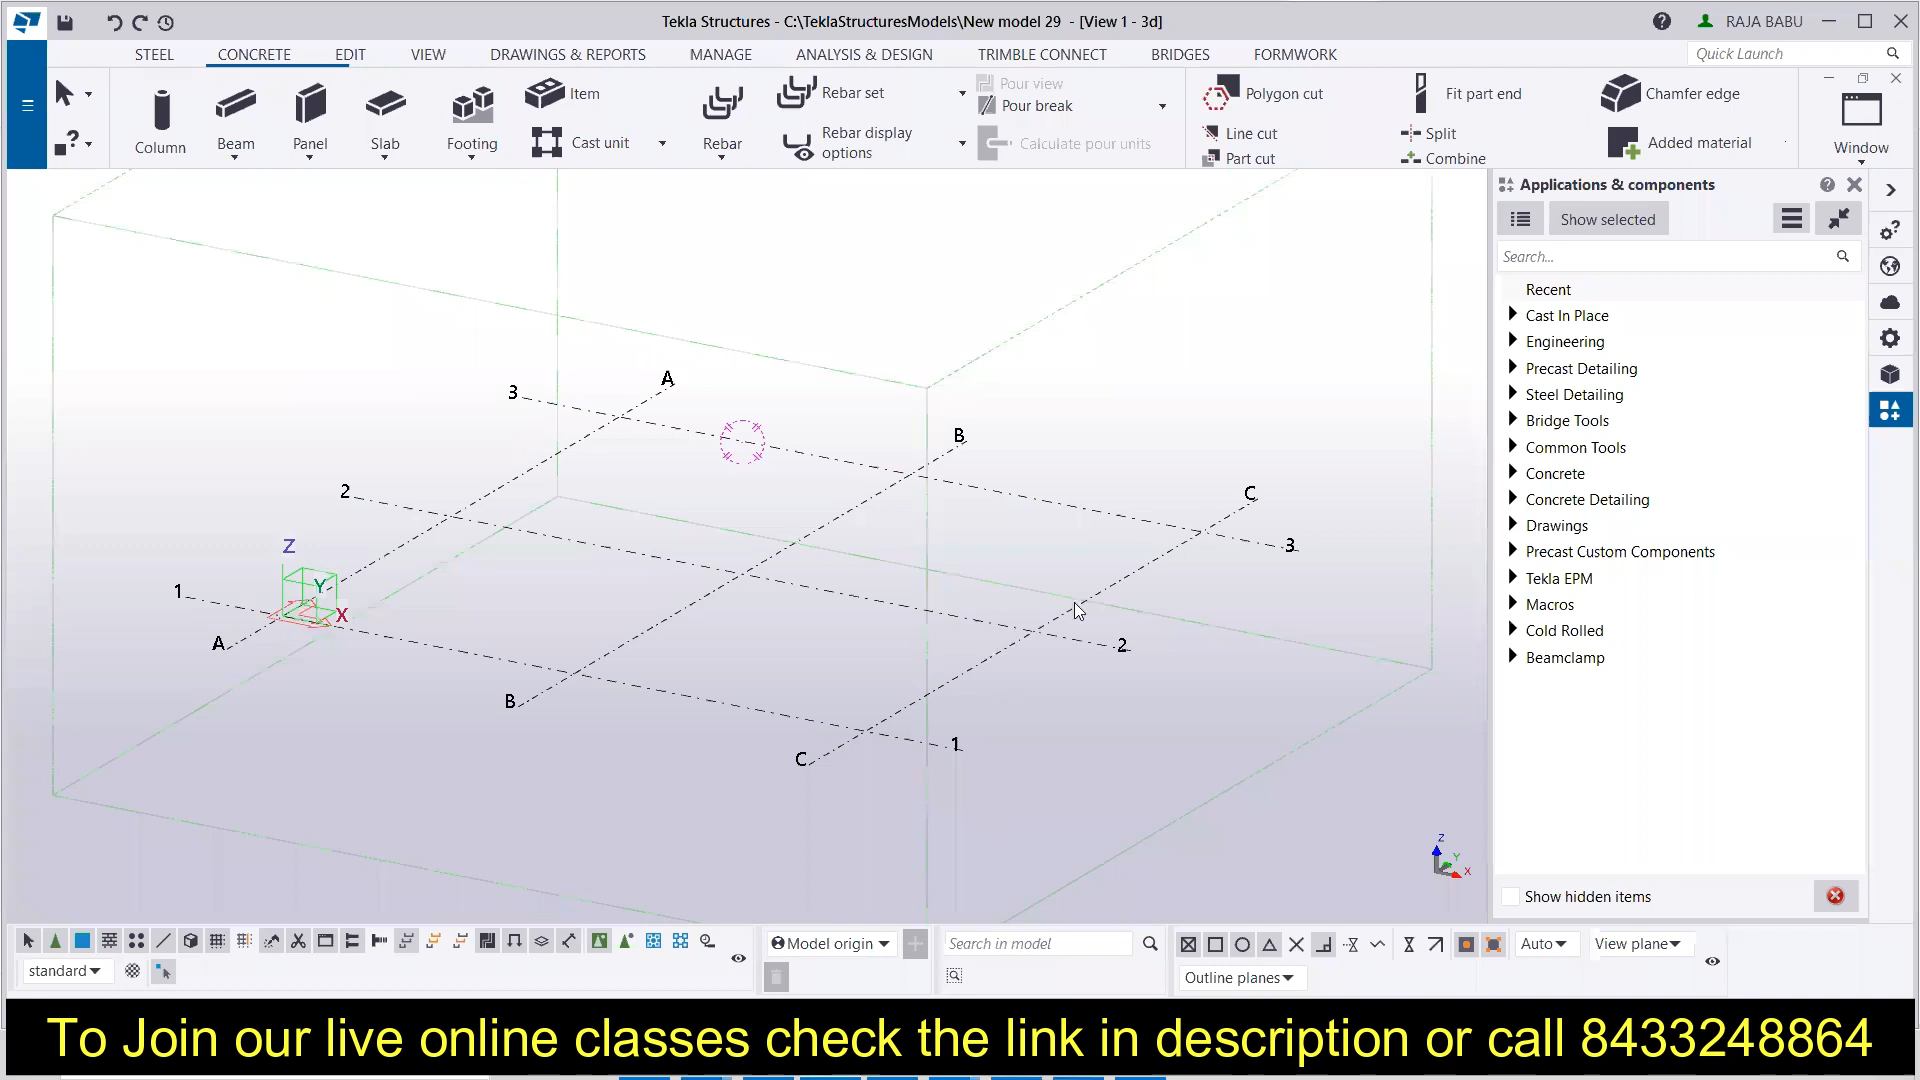 Tekla Structures - C:\TeklaStructuresModels\New model 29 - [View 1 - 3d]
RAJA BABU
STEEL CONCRETE EDIT VIEW DRAWINGS & REPORTS MANAGE ANALYSIS & DESIGN TRIMBLE CONNECT BRIDGES FORMWORK
Quick Launch
Column
Beam
Panel
Slab
Footing
Item
Cast unit
Rebar
Rebar set
Rebar display
options
Pour view
Pour break
Calculate pour units
Polygon cut
Line cut
Part cut
Fit part end
Split
Combine
Chamfer edge
Added material
Window
Applications & components
Show selected
Search...
Recent
Cast In Place
Engineering
Precast Detailing
Steel Detailing
Bridge Tools
Common Tools
Concrete
Concrete Detailing
Drawings
Precast Custom Components
Tekla EPM
Macros
Cold Rolled
Beamclamp
Show hidden items
3 A
B
2
C
3
Z
Y
1
X
A
2
B
1
C
Z
Y
X
Model origin
Search in model
Auto
View plane
standard
Outline planes
To Join our live online classes check the link in description or call 8433248864